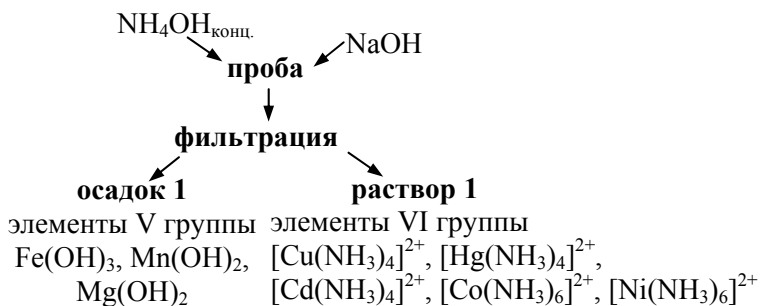 NH4OHконц.
NaOH
проба
фильтрация
осадок 1 раствор 1
элементы V группы элементы VI группы
Fe(OH)₃, Mn(OH)₂, [Cu(NH₃)₄]²⁺, [Hg(NH₃)₄]²⁺,
Mg(OH)₂ [Cd(NH₃)₄]²⁺, [Co(NH₃)₆]²⁺, [Ni(NH₃)₆]²⁺